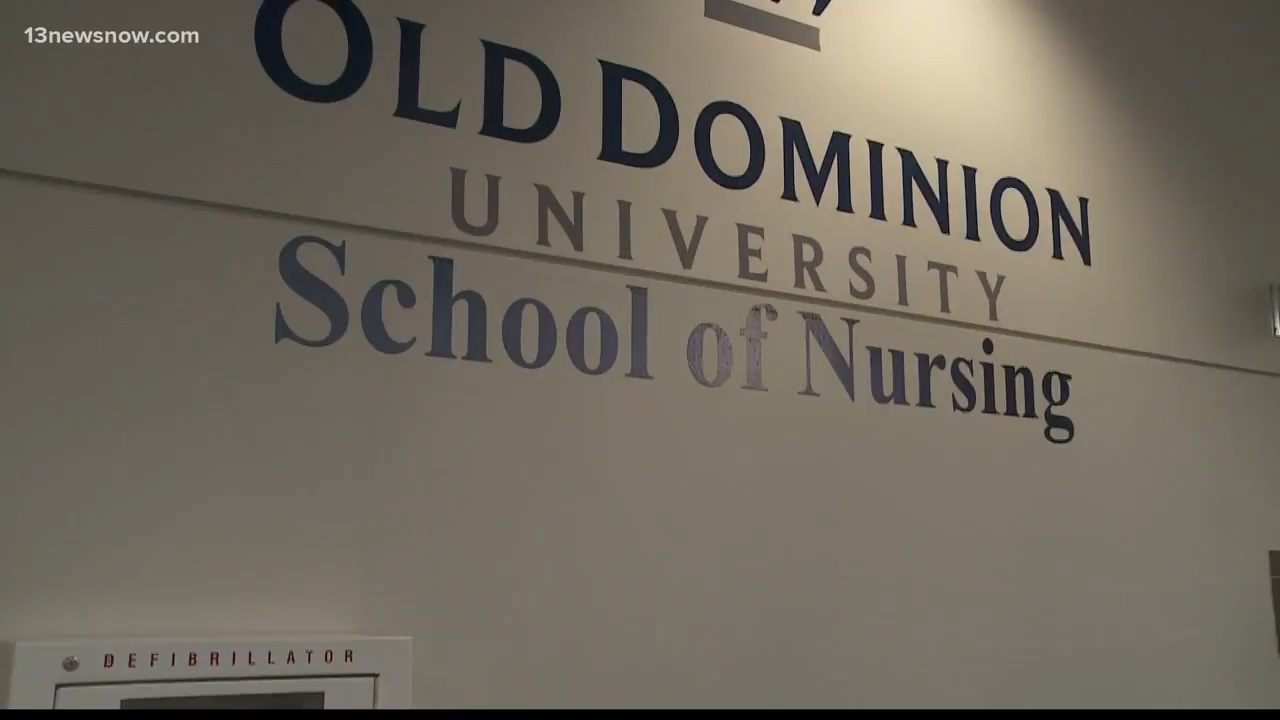 13newsnow.com
OLD DOMINION
UNIVERSITY
School of Nursing
DEFIBRILLATOR